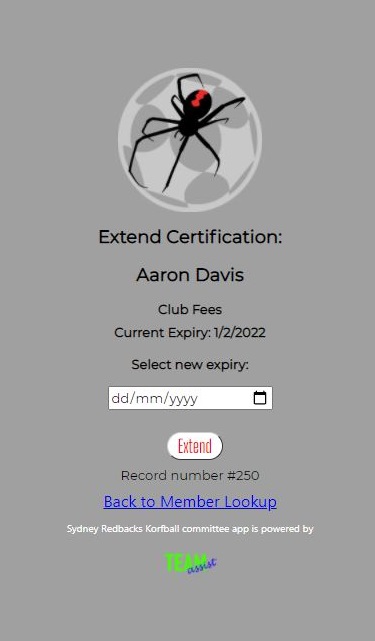 Extend Certification:
Aaron Davis
Club Fees
Current Expiry: 1/2/2022
Select new expiry:
dd/mm/yyyy
Extend
Record number #250
Back to Member Lookup
Sydney Redbacks Korfball committee app is powered by
TEAM
assist